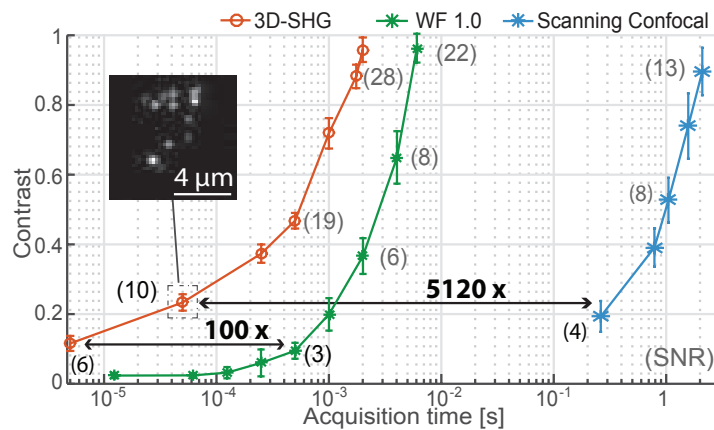 3D-SHG WF 1.0 Scanning Confocal
1
0.8
0.6
0.4
0.2
0
Contrast
4 μm
(28)
(22)
(13)
(19)
(8)
(8)
(6)
(10)
5120 x
100 x
(6)
(3)
(4)
(SNR)
10⁻⁵ 10⁻⁴ 10⁻³ 10⁻² 10⁻¹ 1
Acquisition time [s]